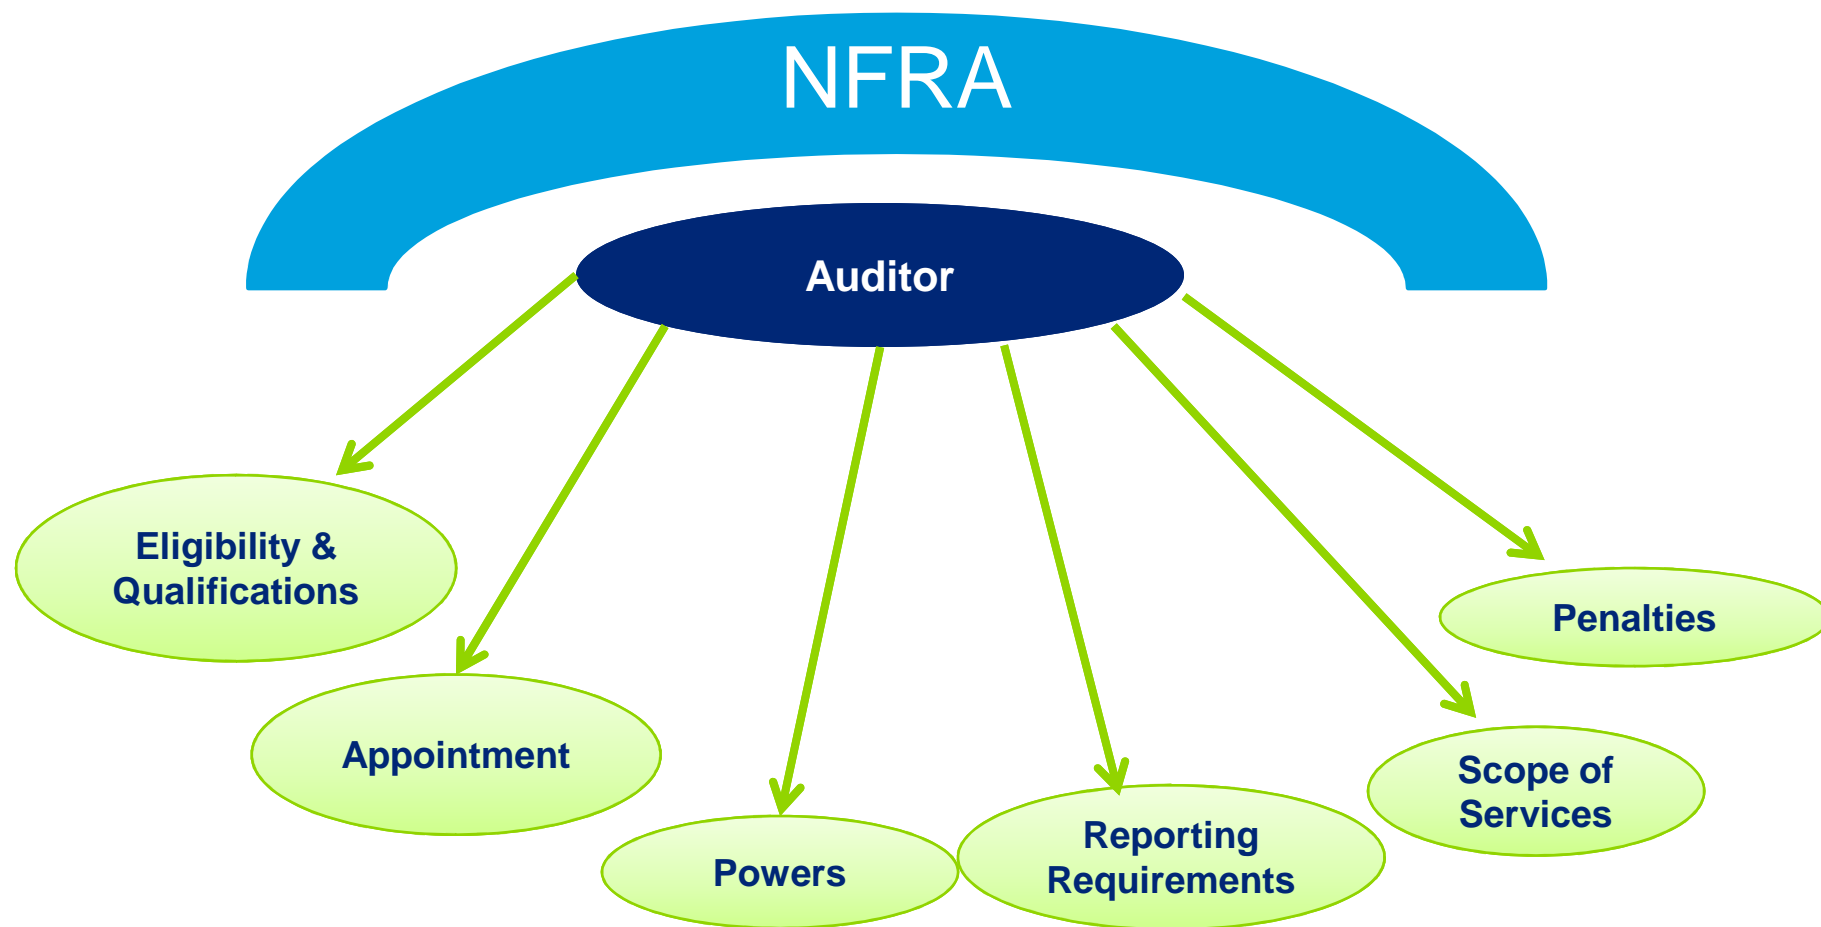 NFRA
Auditor
Eligibility &
Qualifications
Appointment
Powers
Reporting
Requirements
Scope of
Services
Penalties